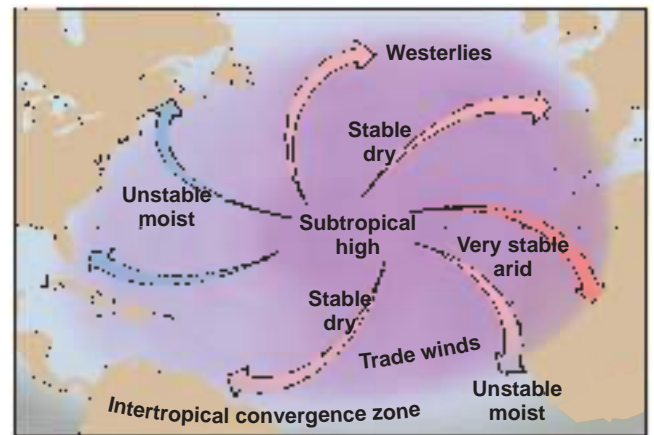 Westerlies
Stable
dry
Unstable
moist
Subtropical
high
Very stable
arid
Stable
dry
Trade winds
Unstable
moist
Intertropical convergence zone